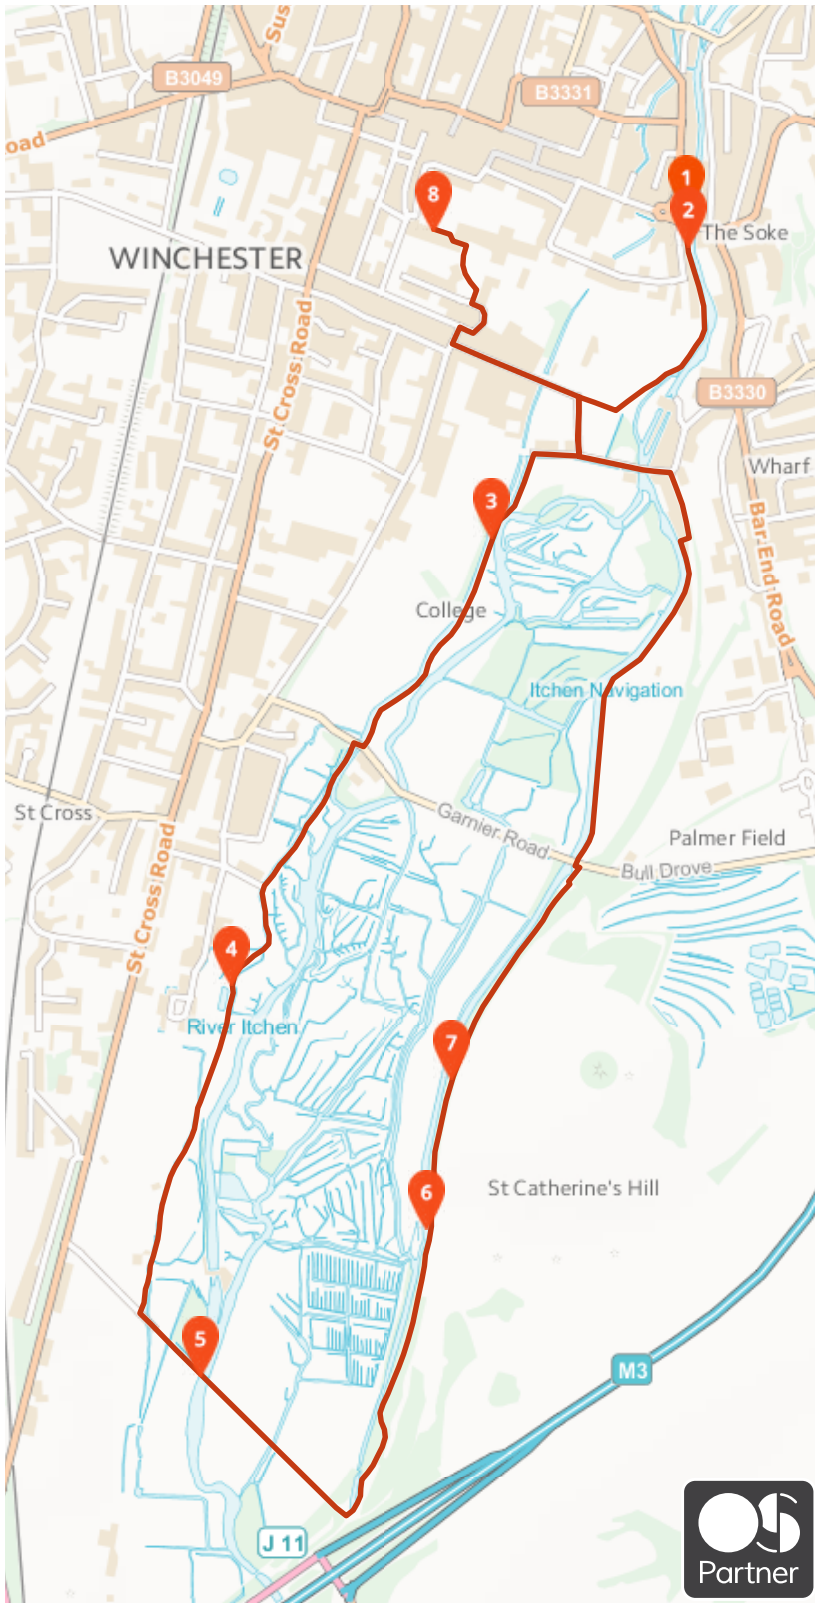 Sus
B3049
B3331
oad
1
8
2
The Soke
WINCHESTER
St Cross Road
B3330
Wharf
3
Bar End Road
College
Itchen Navigation
St Cross
Garnier Road
Palmer Field
Bull Drove
St Cross Road
4
River Itchen
7
6
St Catherine's Hill
5
M3
J 11
OS
Partner